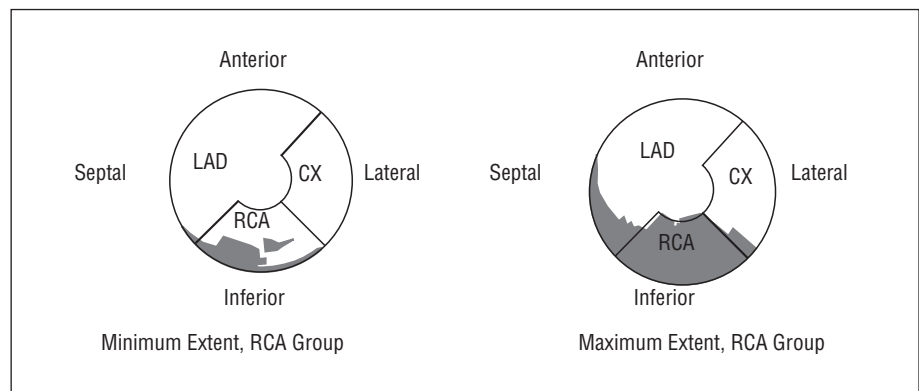 Anterior
LAD
Septal
CX
Lateral
RCA
Inferior
Minimum Extent, RCA Group
Anterior
LAD
Septal
CX
Lateral
RCA
Inferior
Maximum Extent, RCA Group